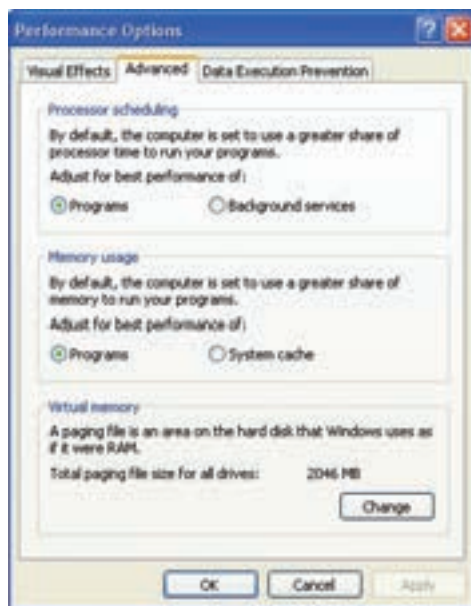 Performance Options
Visual Effects Advanced Data Execution Prevention
Processor scheduling
By default, the computer is set to use a greater share of
processor time to run your programs.
Adjust for best performance of:
Programs Background services
Memory usage
By default, the computer is set to use a greater share of
memory to run your programs.
Adjust for best performance of:
Programs System cache
Virtual memory
A paging file is an area on the hard disk that Windows uses as
if it were RAM.
Total paging file size for all drives: 2046 MB
Change
OK Cancel Apply